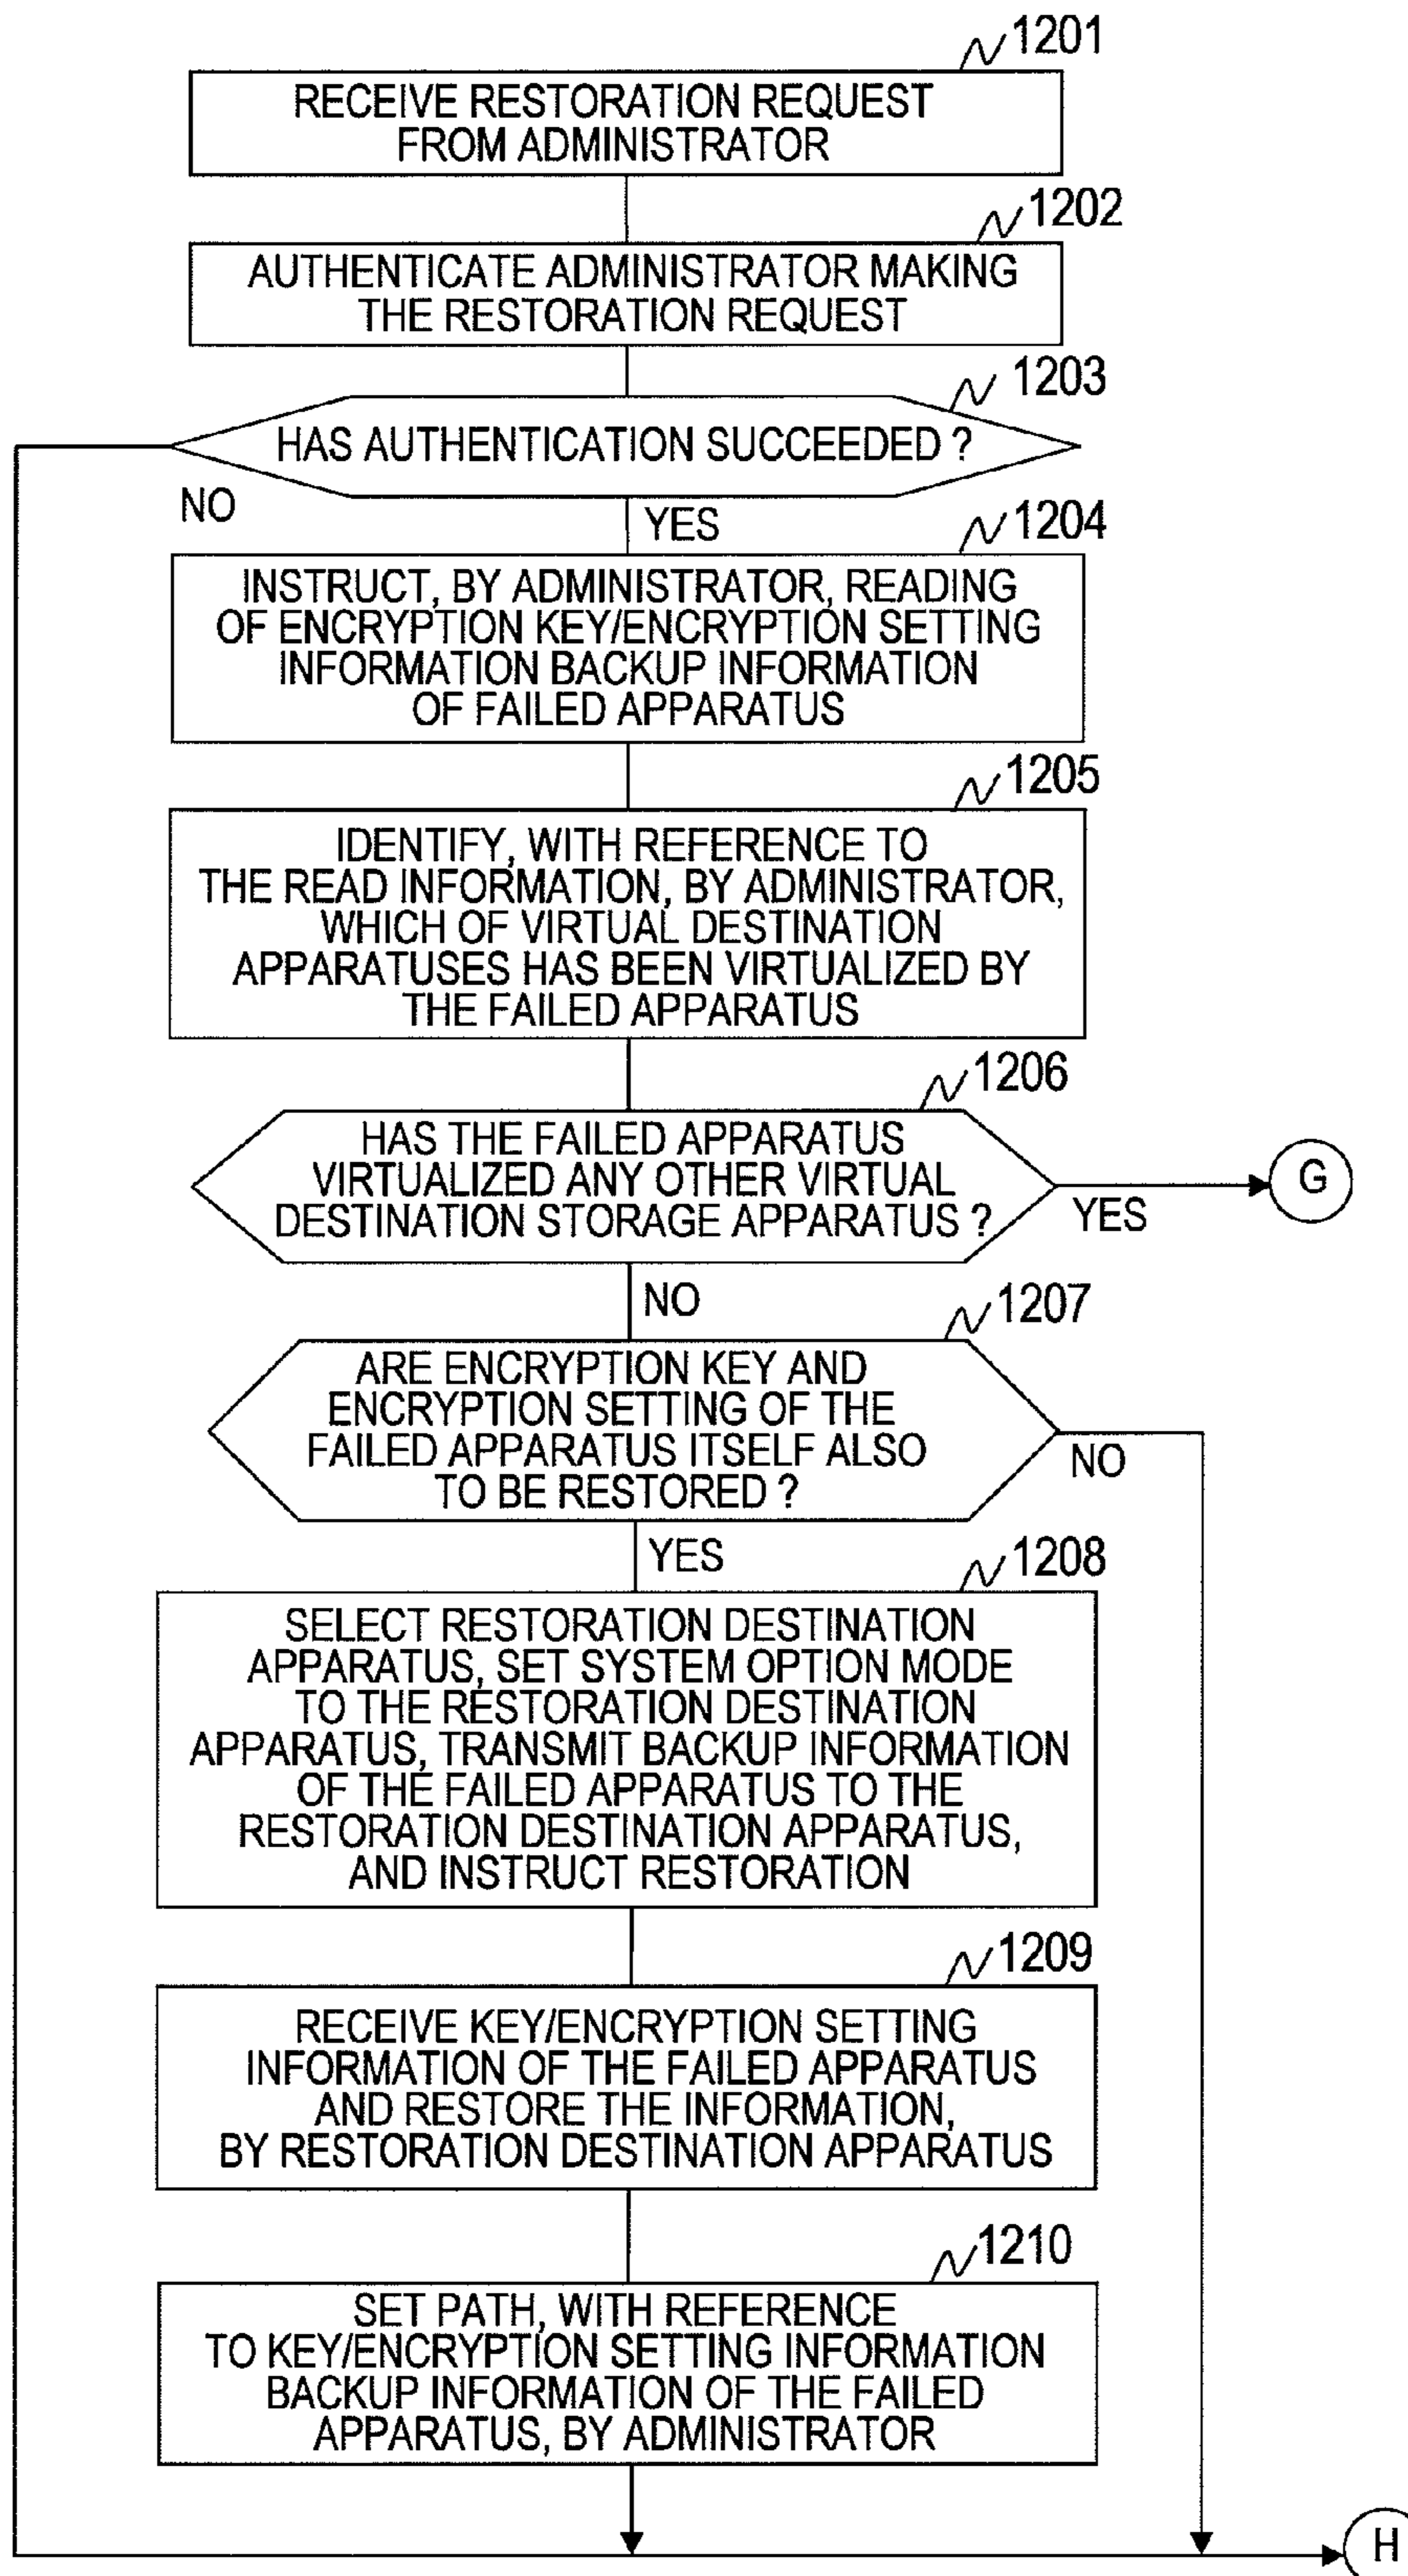 1201
RECEIVE RESTORATION REQUEST
FROM ADMINISTRATOR
1202
AUTHENTICATE ADMINISTRATOR MAKING
THE RESTORATION REQUEST
1203
HAS AUTHENTICATION SUCCEEDED ?
NO
YES
1204
INSTRUCT, BY ADMINISTRATOR, READING
OF ENCRYPTION KEY/ENCRYPTION SETTING
INFORMATION BACKUP INFORMATION
OF FAILED APPARATUS
1205
IDENTIFY, WITH REFERENCE TO
THE READ INFORMATION, BY ADMINISTRATOR,
WHICH OF VIRTUAL DESTINATION
APPARATUSES HAS BEEN VIRTUALIZED BY
THE FAILED APPARATUS
1206
HAS THE FAILED APPARATUS
VIRTUALIZED ANY OTHER VIRTUAL
DESTINATION STORAGE APPARATUS ?
YES
G
NO
1207
ARE ENCRYPTION KEY AND
ENCRYPTION SETTING OF THE
FAILED APPARATUS ITSELF ALSO
TO BE RESTORED ?
NO
YES
1208
SELECT RESTORATION DESTINATION
APPARATUS, SET SYSTEM OPTION MODE
TO THE RESTORATION DESTINATION
APPARATUS, TRANSMIT BACKUP INFORMATION
OF THE FAILED APPARATUS TO THE
RESTORATION DESTINATION APPARATUS,
AND INSTRUCT RESTORATION
1209
RECEIVE KEY/ENCRYPTION SETTING
INFORMATION OF THE FAILED APPARATUS
AND RESTORE THE INFORMATION,
BY RESTORATION DESTINATION APPARATUS
1210
SET PATH, WITH REFERENCE
TO KEY/ENCRYPTION SETTING INFORMATION
BACKUP INFORMATION OF THE FAILED
APPARATUS, BY ADMINISTRATOR
H